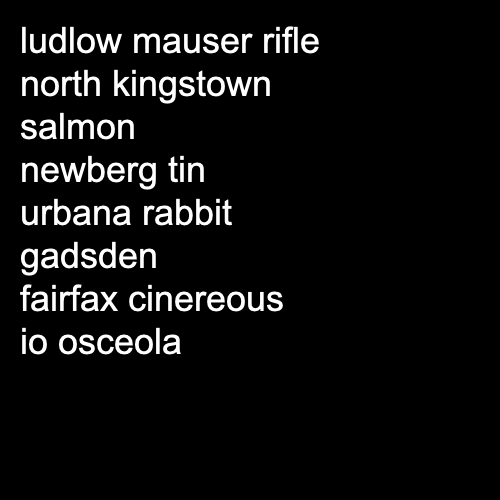 ludlow mauser rifle
north kingstown
salmon
newberg tin
urbana rabbit
gadsden
fairfax cinereous
io osceola